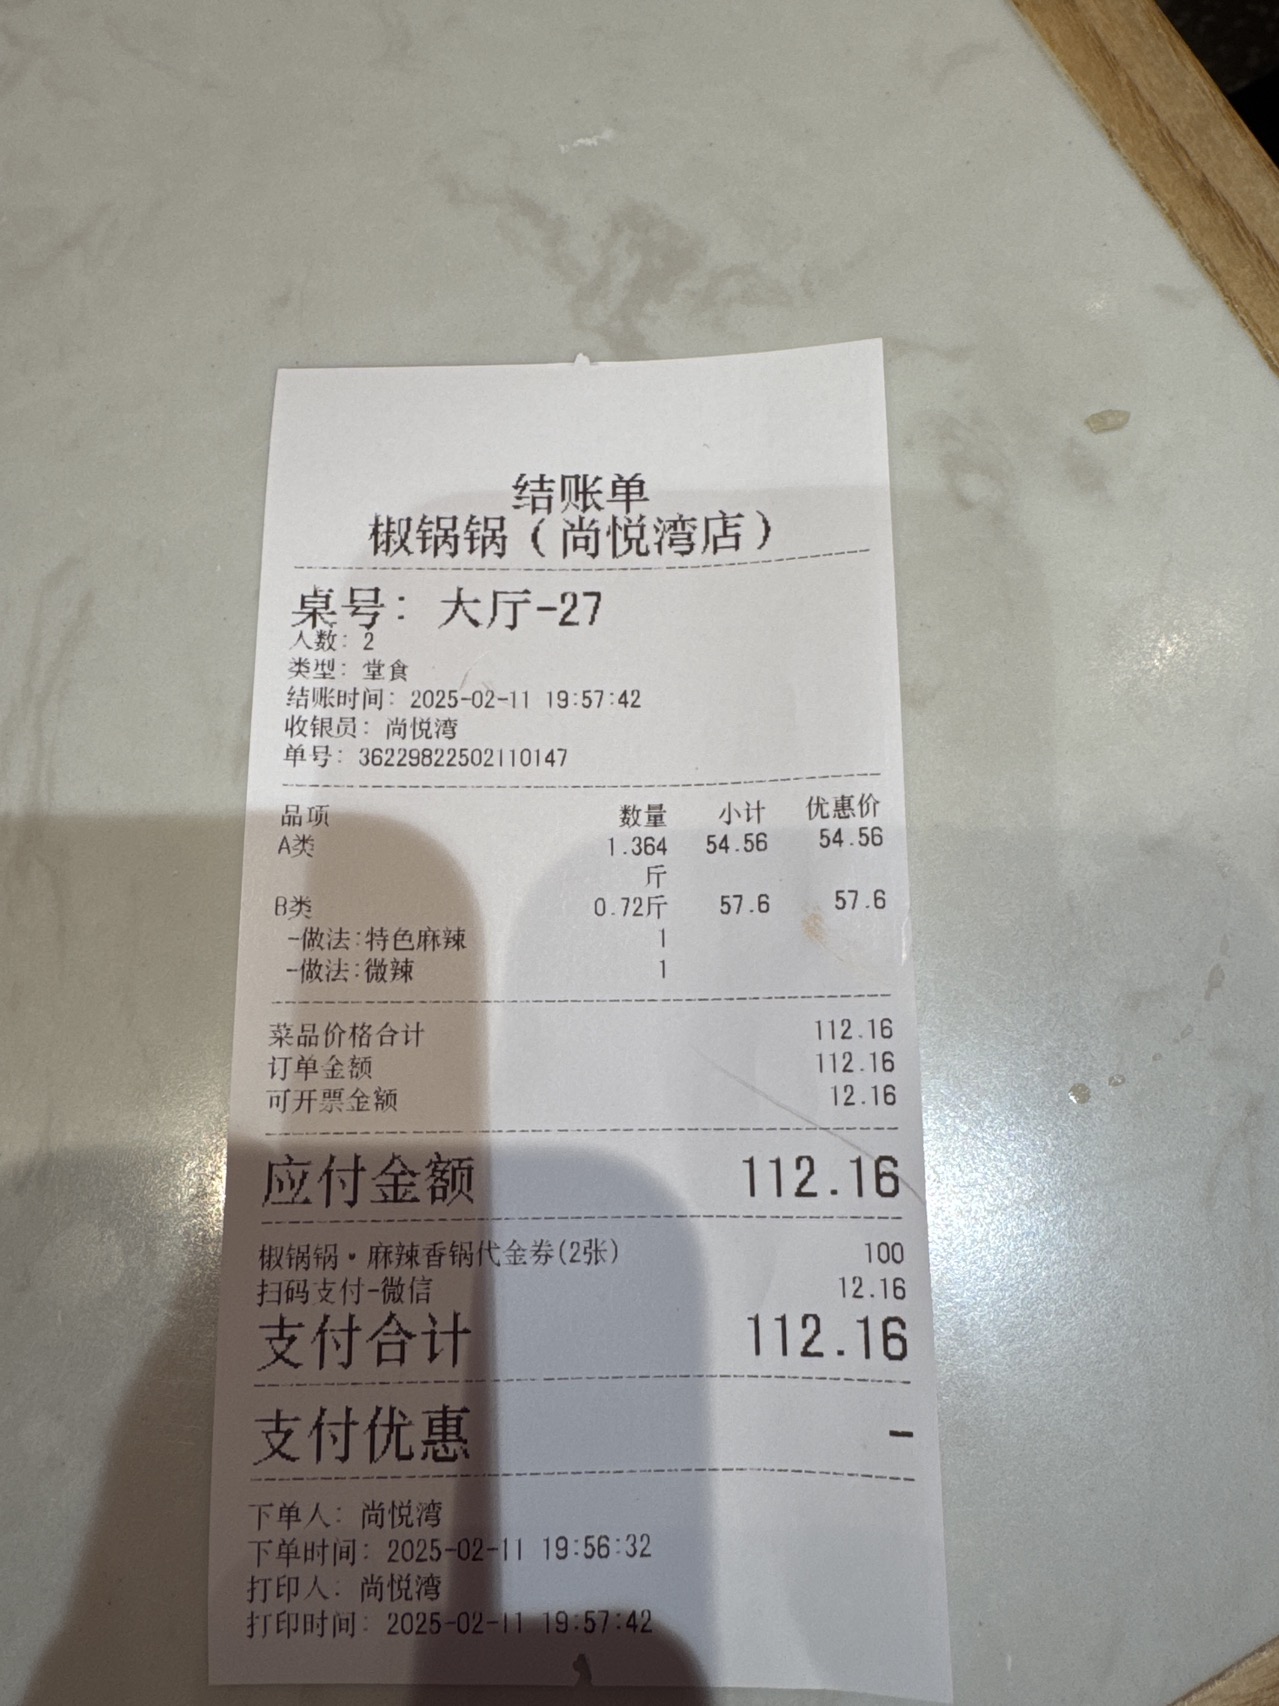 结账单
椒锅锅（尚悦湾店）
桌号：大厅-27
人数：2
类型：堂食
结账时间：2025-02-11 19:57:42
收银员：尚悦湾
单号：36229822502110147
品项 数量 小计 优惠价
A类 1.364斤 54.56 54.56
B类 0.72斤 57.6 57.6
-做法:特色麻辣 1
-做法:微辣 1
菜品价格合计 112.16
订单金额 112.16
可开票金额 12.16
应付金额 112.16
椒锅锅·麻辣香锅代金券(2张) 100
扫码支付-微信 12.16
支付合计 112.16
支付优惠 -
下单人：尚悦湾
下单时间：2025-02-11 19:56:32
打印人：尚悦湾
打印时间：2025-02-11 19:57:42